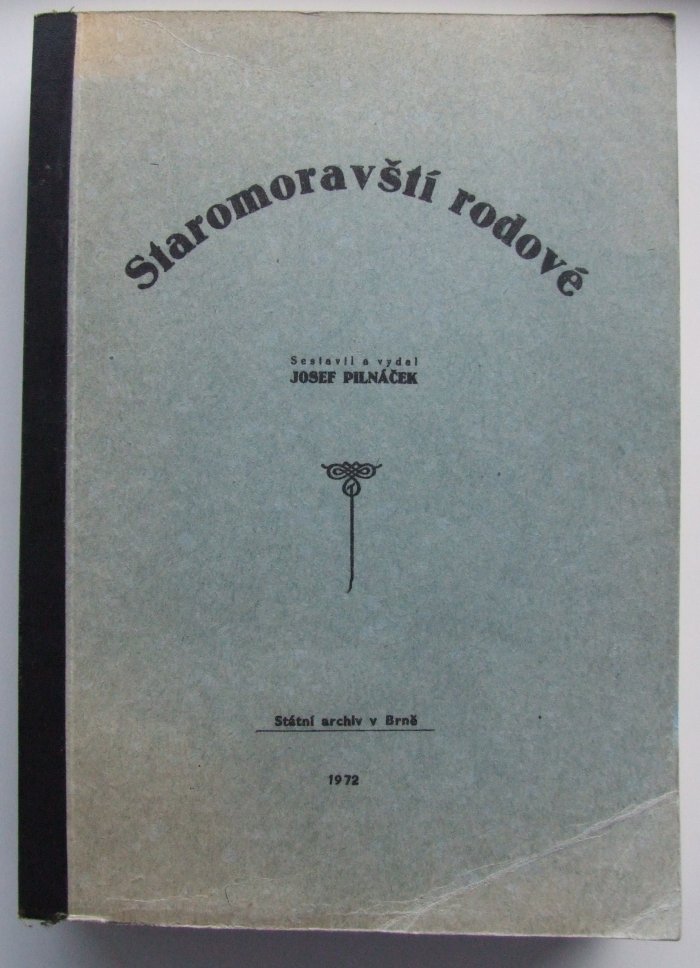 Staromoravští rodové
Sestavil a vydal
JOSEF PILNÁČEK
Státní archiv v Brně
1972